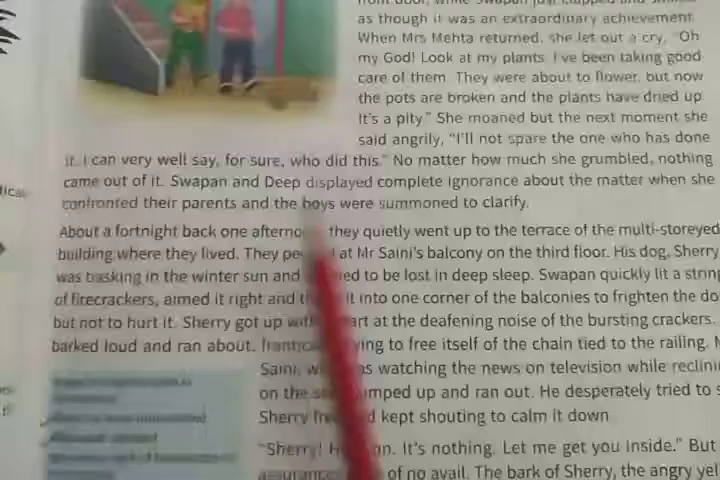 as though it was an extraordinary achievement.
When Mrs Mehta returned, she let out a cry, "Oh
my God! Look at my plants. I've been taking good
care of them. They were about to flower, but now
the pots are broken and the plants have dried up.
It's a pity." She moaned but the next moment she
said angrily, "I'll not spare the one who has done
it. I can very well say, for sure, who did this." No matter how much she grumbled, nothing
came out of it. Swapan and Deep displayed complete ignorance about the matter when she
confronted their parents and the boys were summoned to clarify.
About a fortnight back one afterno they quietly went up to the terrace of the multi-storeyed
building where they lived. They pe at Mr Saini's balcony on the third floor. His dog, Sherry
was basking in the winter sun and ed to be lost in deep sleep. Swapan quickly lit a string
of firecrackers, aimed it right and th it into one corner of the balconies to frighten the do
but not to hurt it. Sherry got up with art at the deafening noise of the bursting crackers.
barked loud and ran about, frantica ying to free itself of the chain tied to the railing.
Saini, w as watching the news on television while reclini
on the umped up and ran out. He desperately tried to s
Sherry fre d kept shouting to calm it down
"Sherry! H n. It's nothing. Let me get you inside." But
assurance of no avail. The bark of Sherry, the angry yel